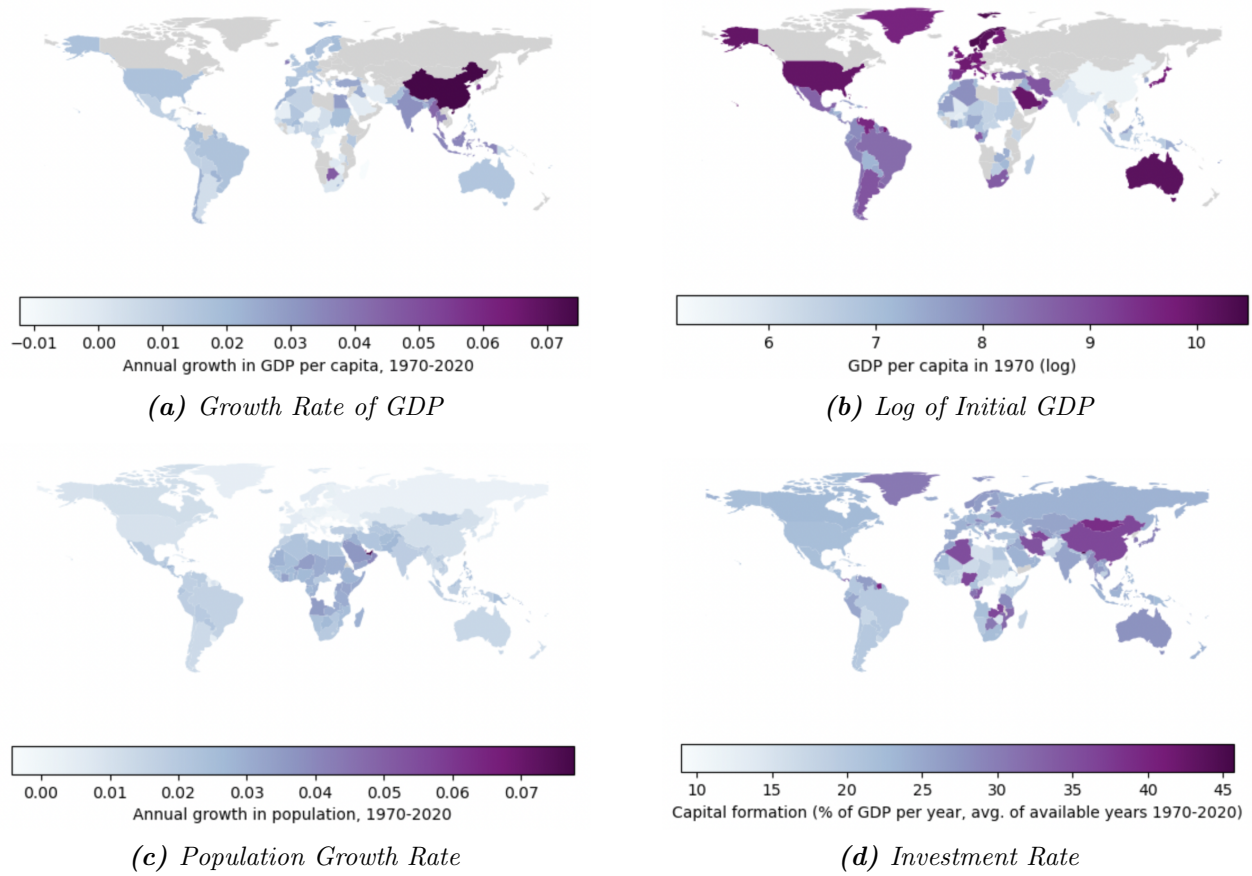 −0.01 0.00 0.01 0.02 0.03 0.04 0.05 0.06 0.07
Annual growth in GDP per capita, 1970-2020
(a) Growth Rate of GDP
6 7 8 9 10
GDP per capita in 1970 (log)
(b) Log of Initial GDP
0.00 0.01 0.02 0.03 0.04 0.05 0.06 0.07
Annual growth in population, 1970-2020
(c) Population Growth Rate
10 15 20 25 30 35 40 45
Capital formation (% of GDP per year, avg. of available years 1970-2020)
(d) Investment Rate